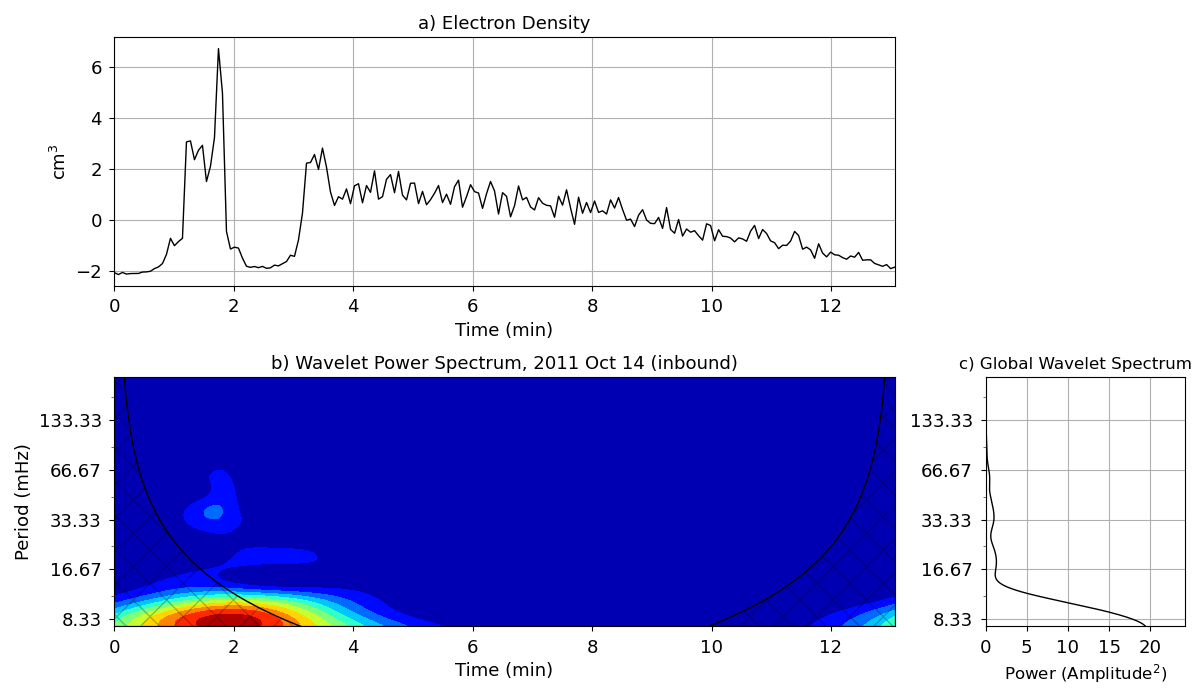 a) Electron Density
6
4
2
0
−2
cm³
0 2 4 6 8 10 12
Time (min)
b) Wavelet Power Spectrum, 2011 Oct 14 (inbound)
133.33
66.67
33.33
16.67
8.33
Period (mHz)
0 2 4 6 8 10 12
Time (min)
c) Global Wavelet Spectrum
133.33
66.67
33.33
16.67
8.33
0 5 10 15 20
Power (Amplitude²)